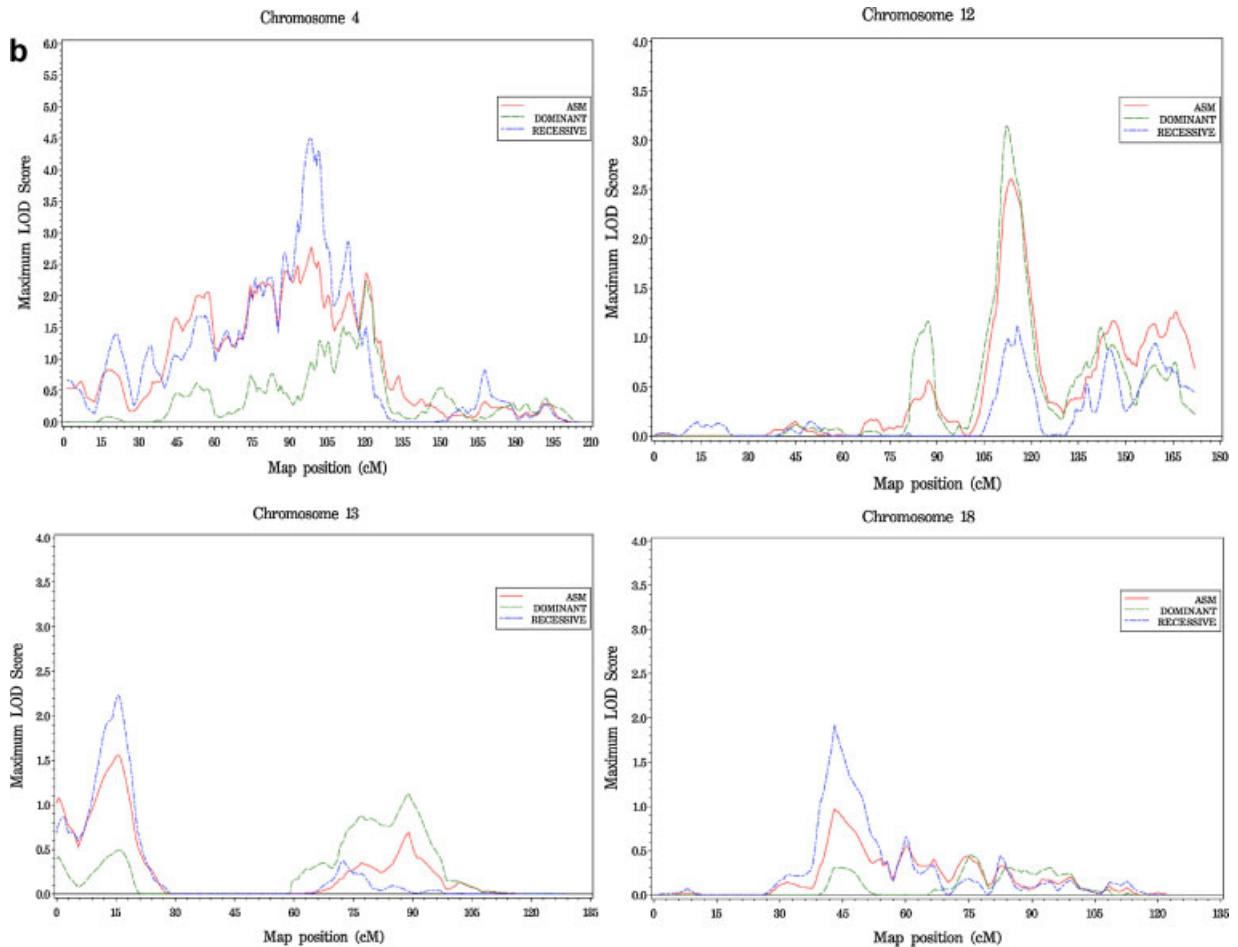 b
Chromosome 4
Maximum LOD Score
6.0
5.5
5.0
4.5
4.0
3.5
3.0
2.5
2.0
1.5
1.0
0.5
0.0
ASM
DOMINANT
RECESSIVE
0 15 30 45 60 75 90 105 120 135 150 165 180 195 210
Map position (cM)
Chromosome 12
Maximum LOD Score
4.0
3.5
3.0
2.5
2.0
1.5
1.0
0.5
0.0
ASM
DOMINANT
RECESSIVE
0 15 30 45 60 75 90 105 120 135 150 165 180
Map position (cM)
Chromosome 13
Maximum LOD Score
4.0
3.5
3.0
2.5
2.0
1.5
1.0
0.5
0.0
ASM
DOMINANT
RECESSIVE
0 15 30 45 60 75 90 105 120 135
Map position (cM)
Chromosome 18
Maximum LOD Score
4.0
3.5
3.0
2.5
2.0
1.5
1.0
0.5
0.0
ASM
DOMINANT
RECESSIVE
0 15 30 45 60 75 90 105 120 135
Map position (cM)